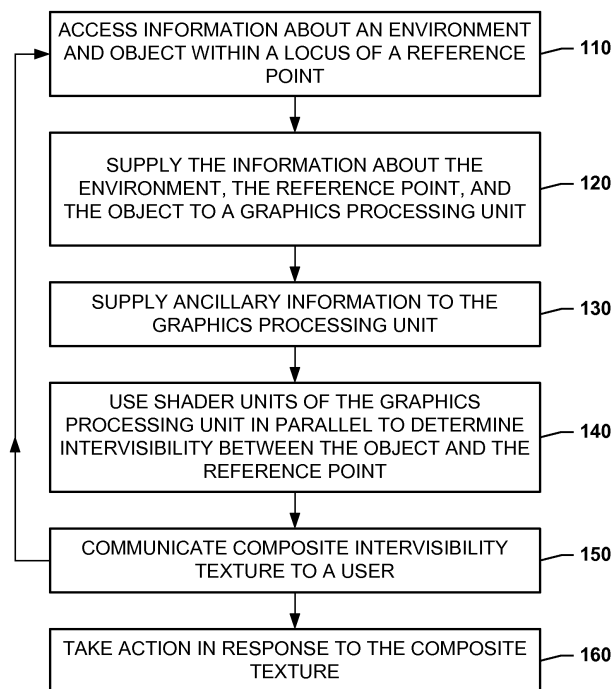 ACCESS INFORMATION ABOUT AN ENVIRONMENT
AND OBJECT WITHIN A LOCUS OF A REFERENCE
POINT
110
SUPPLY THE INFORMATION ABOUT THE
ENVIRONMENT, THE REFERENCE POINT, AND
THE OBJECT TO A GRAPHICS PROCESSING UNIT
120
SUPPLY ANCILLARY INFORMATION TO THE
GRAPHICS PROCESSING UNIT
130
USE SHADER UNITS OF THE GRAPHICS
PROCESSING UNIT IN PARALLEL TO DETERMINE
INTERVISIBILITY BETWEEN THE OBJECT AND THE
REFERENCE POINT
140
COMMUNICATE COMPOSITE INTERVISIBILITY
TEXTURE TO A USER
150
TAKE ACTION IN RESPONSE TO THE COMPOSITE
TEXTURE
160